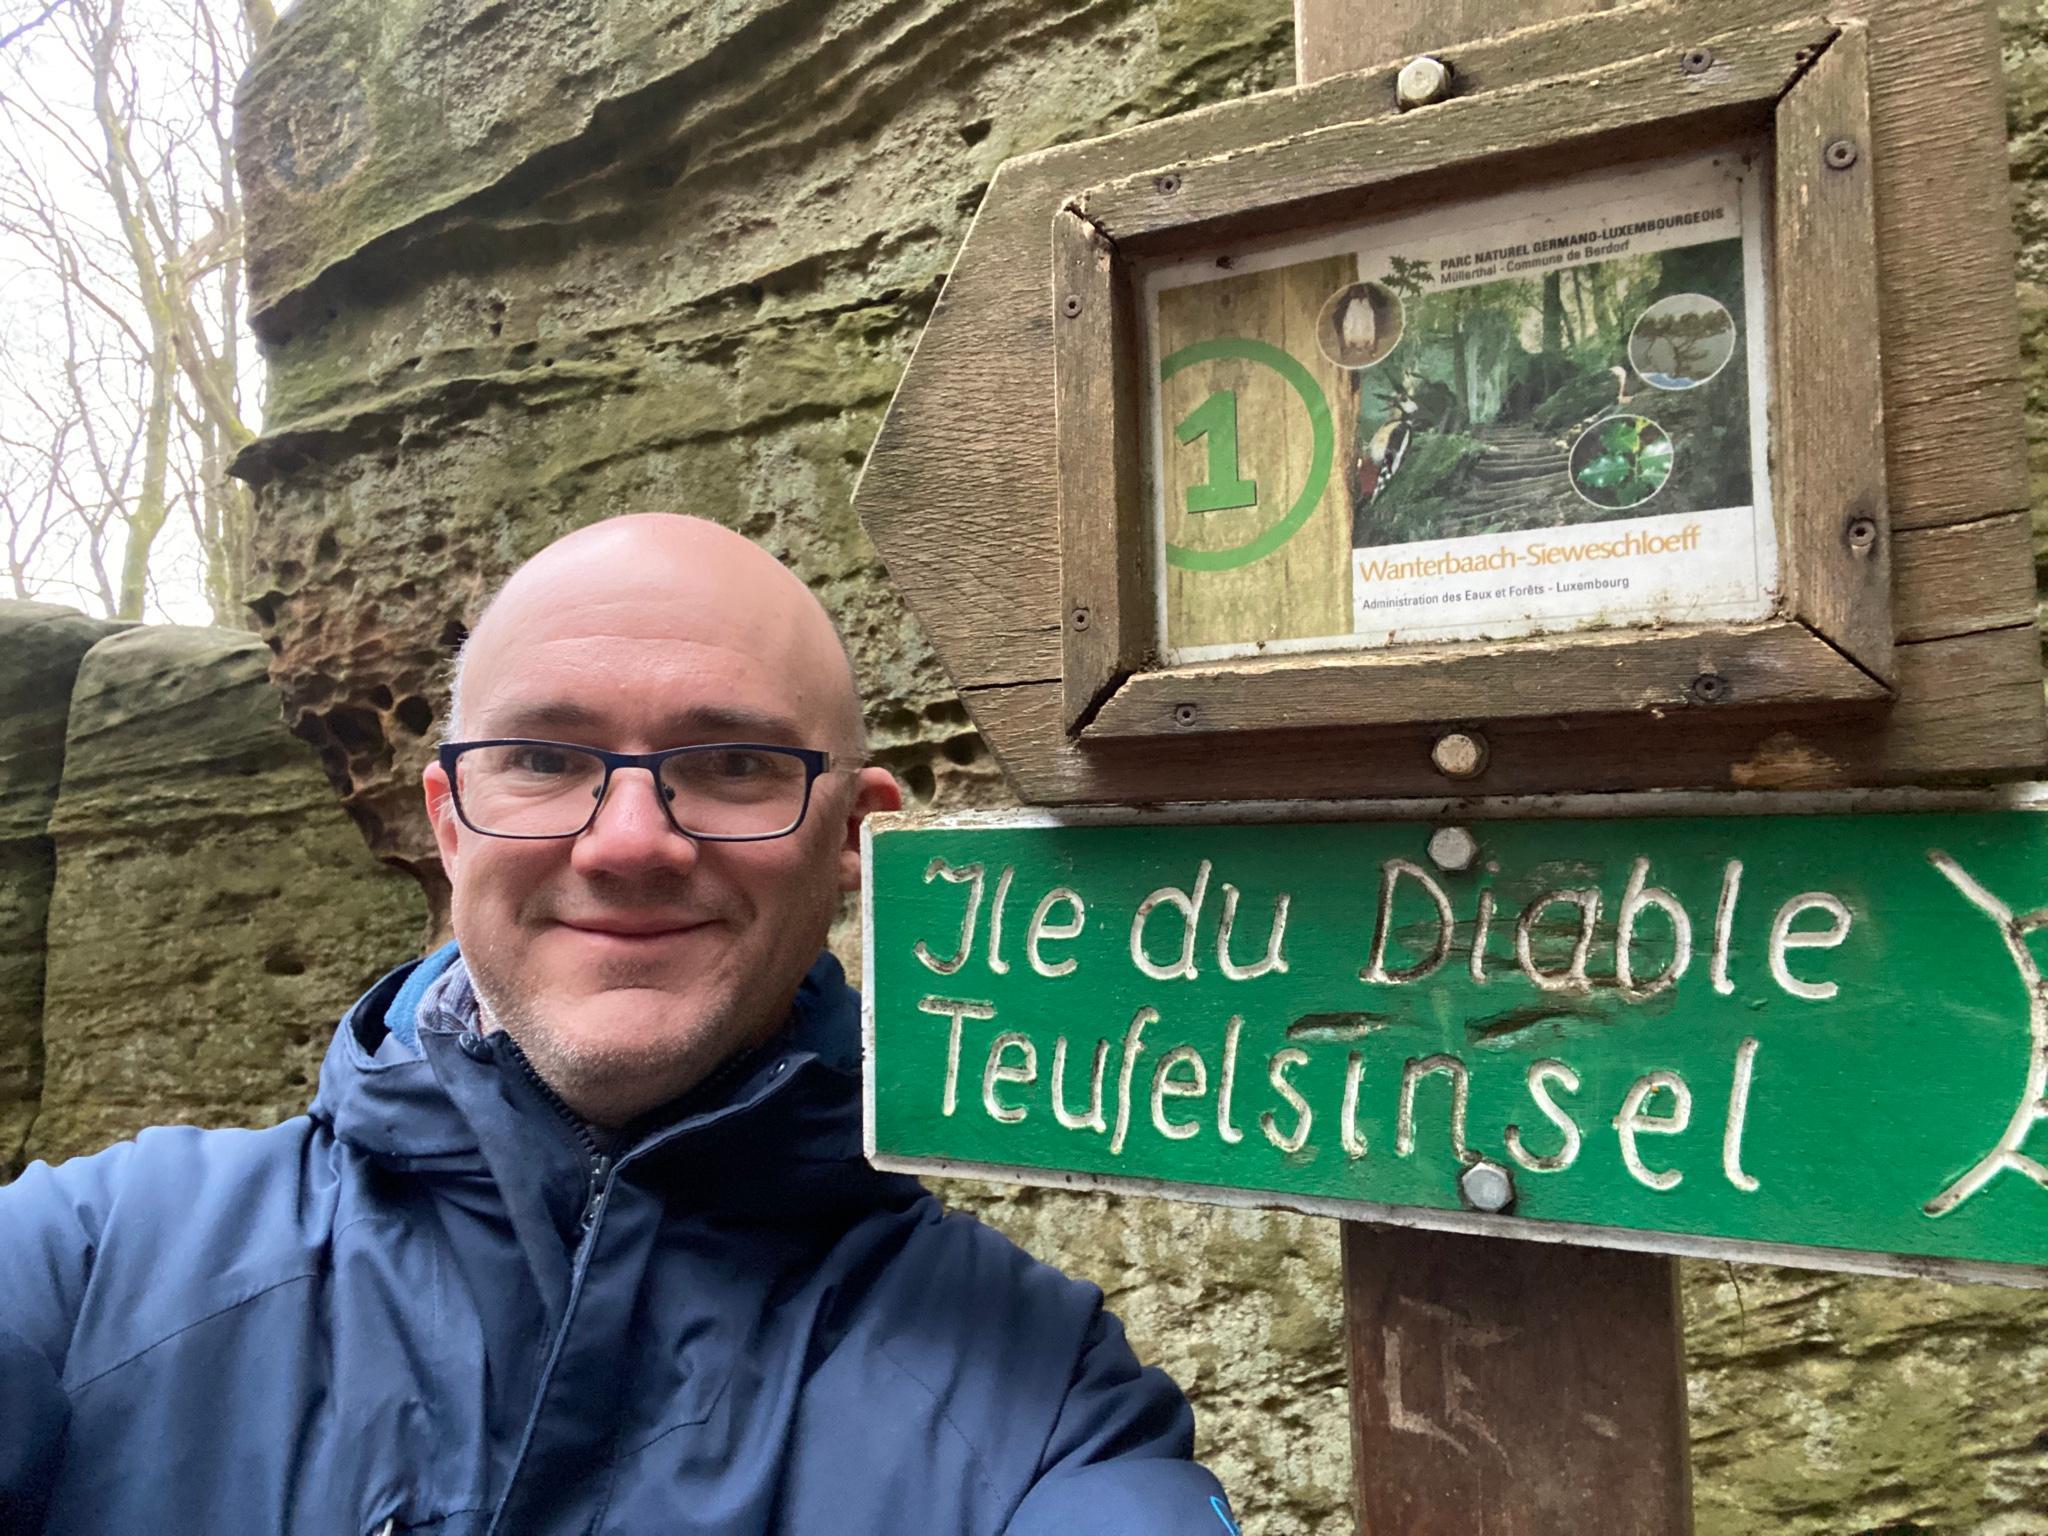 PARC NATUREL GERMANO-LUXEMBOURGEOIS
Müllerthal - Commune de Berdorf
1
Wanterbaach-Sieweschloeff
Administration des Eaux et Forêts - Luxembourg
Ile du Diable
Teufelsinsel